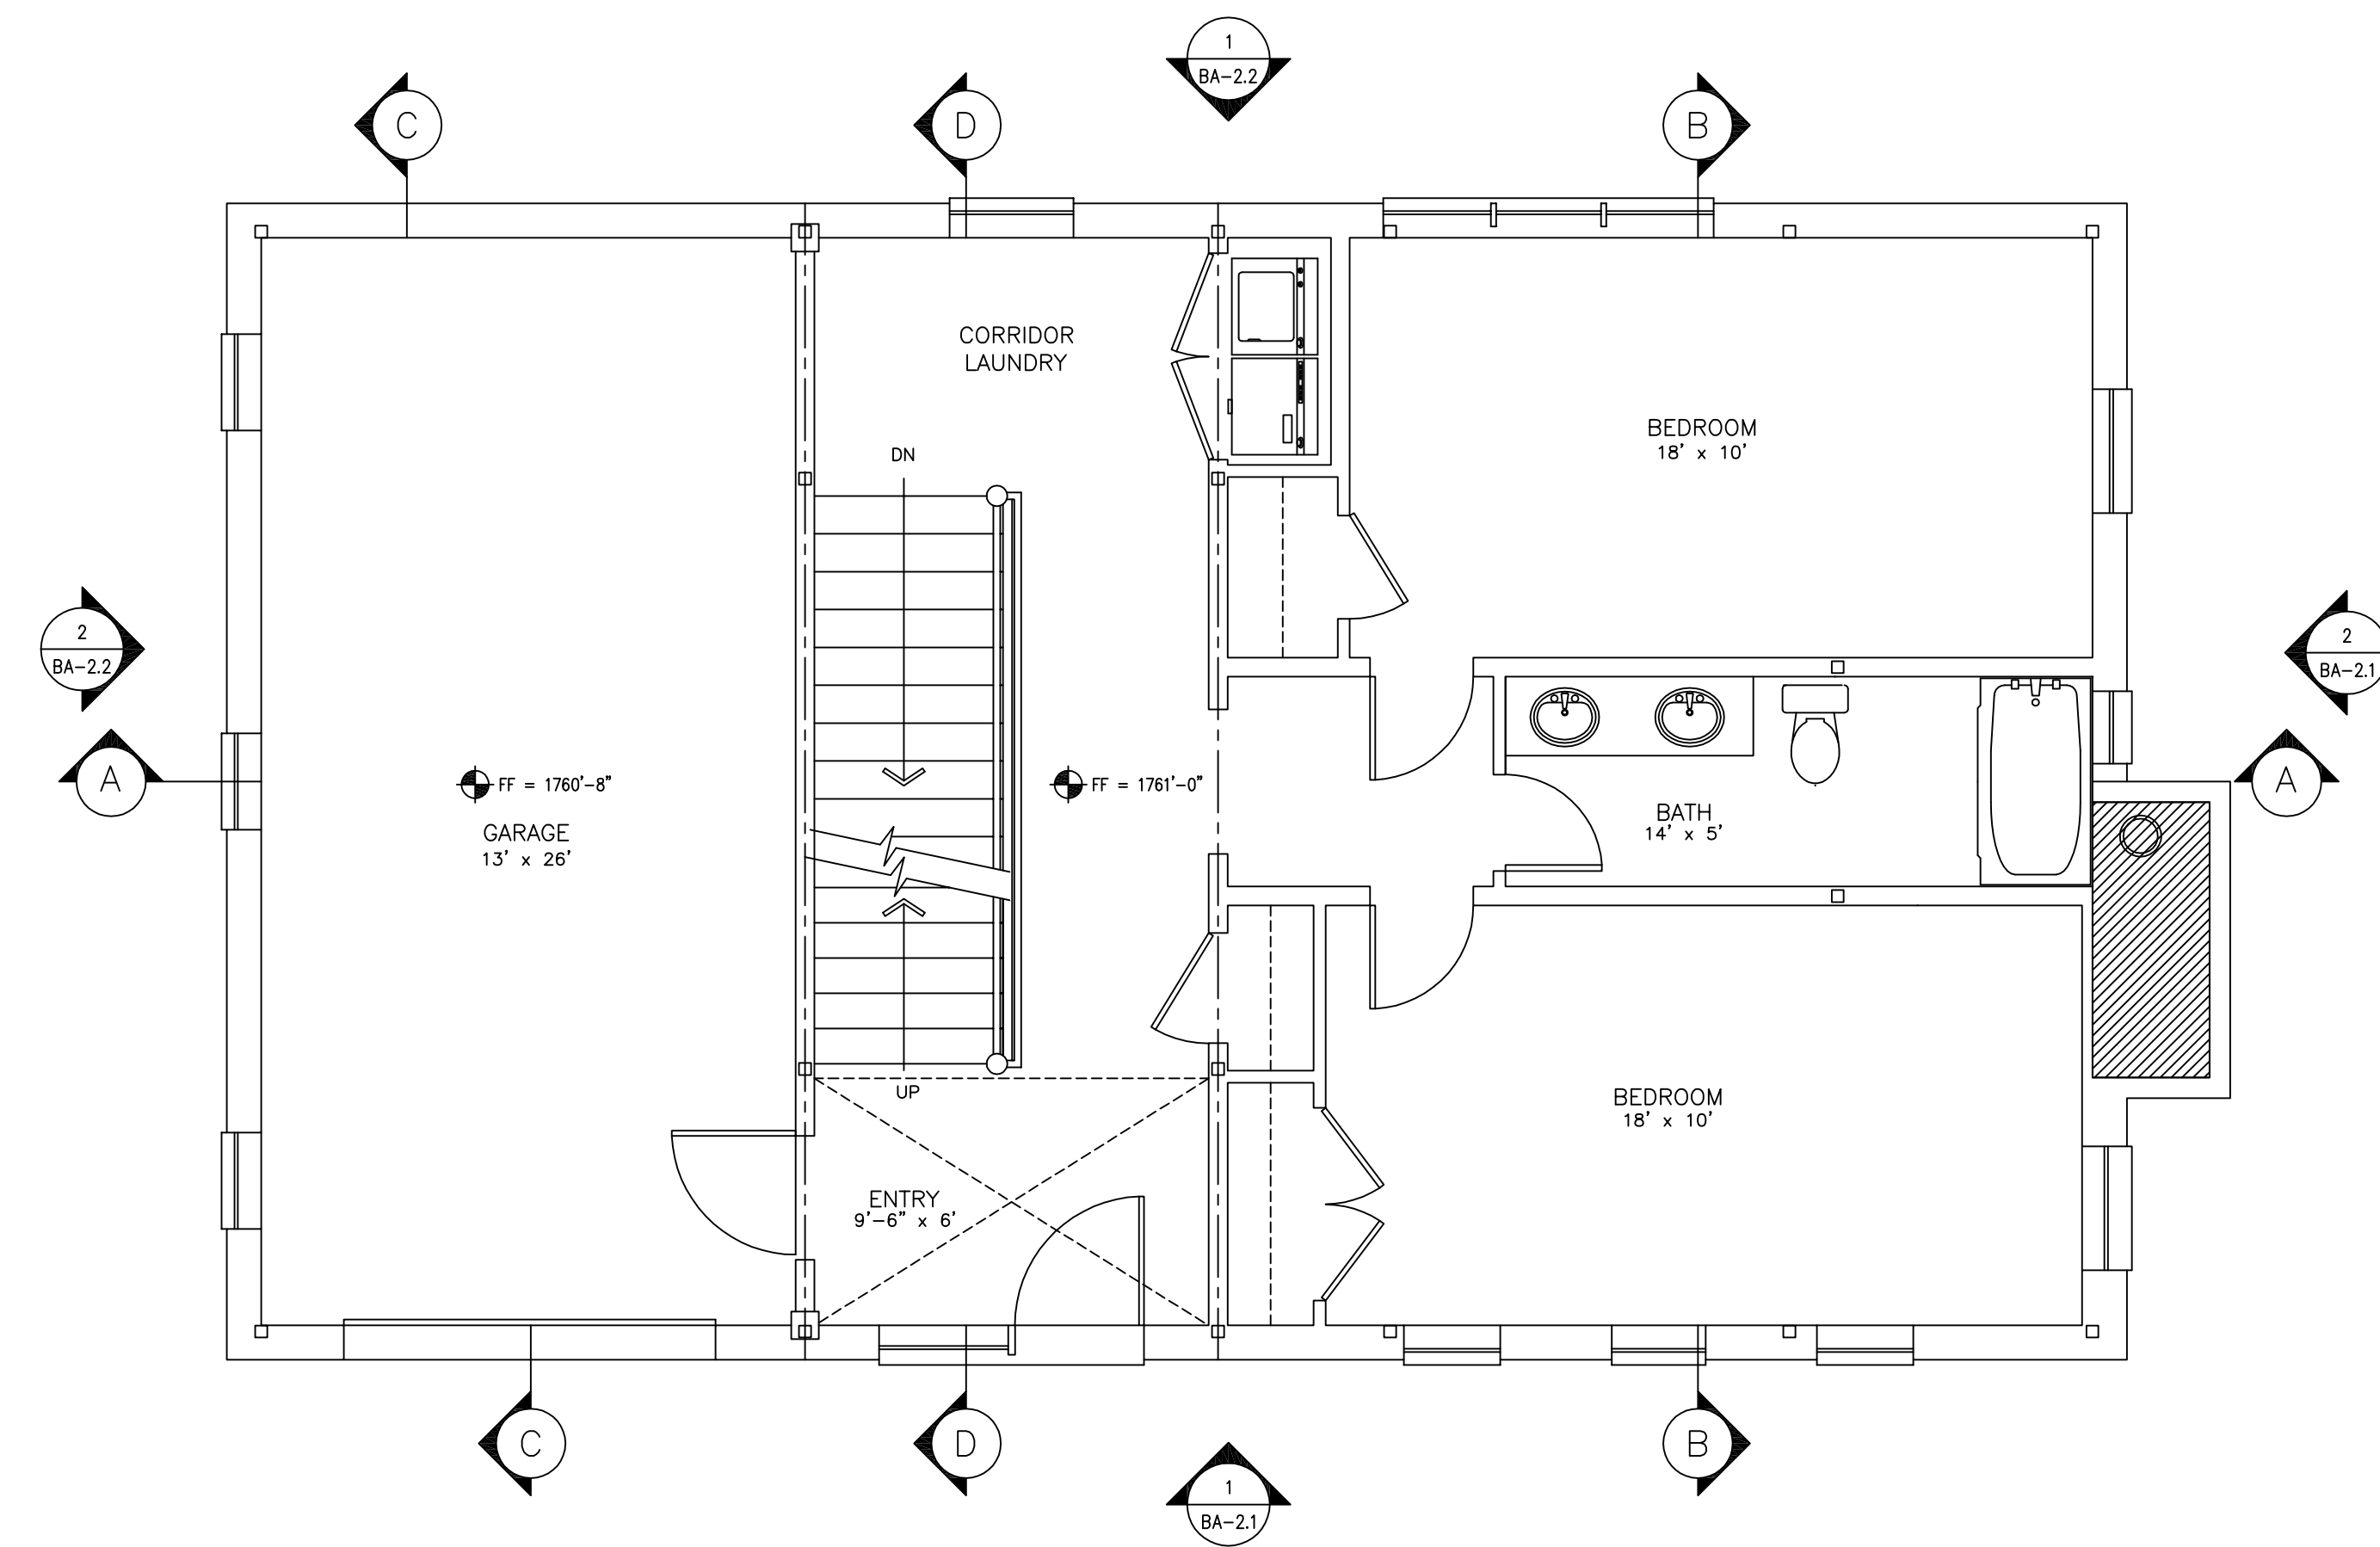 1
BA-2.2
C
D
B
CORRIDOR
LAUNDRY
BEDROOM
18' x 10'
DN
2
BA-2.2
2
BA-2.1
A
A
FF = 1760'-8"
FF = 1761'-0"
GARAGE
13' x 26'
BATH
14' x 5'
UP
BEDROOM
18' x 10'
ENTRY
9'-6" x 6'
C
D
B
1
BA-2.1